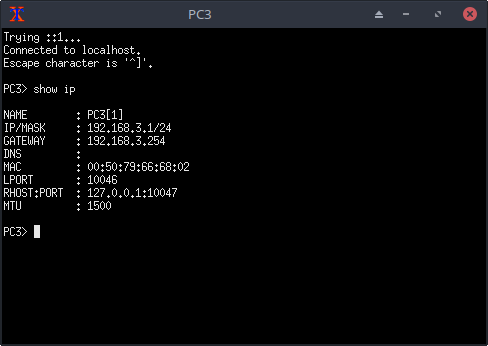 PC3
Trying ::1...
Connected to localhost.
Escape character is '^]'.
PC3> show ip
NAME        : PC3[1]
IP/MASK     : 192.168.3.1/24
GATEWAY     : 192.168.3.254
DNS         :
MAC         : 00:50:79:66:68:02
LPORT       : 10046
RHOST:PORT  : 127.0.0.1:10047
MTU         : 1500
PC3>